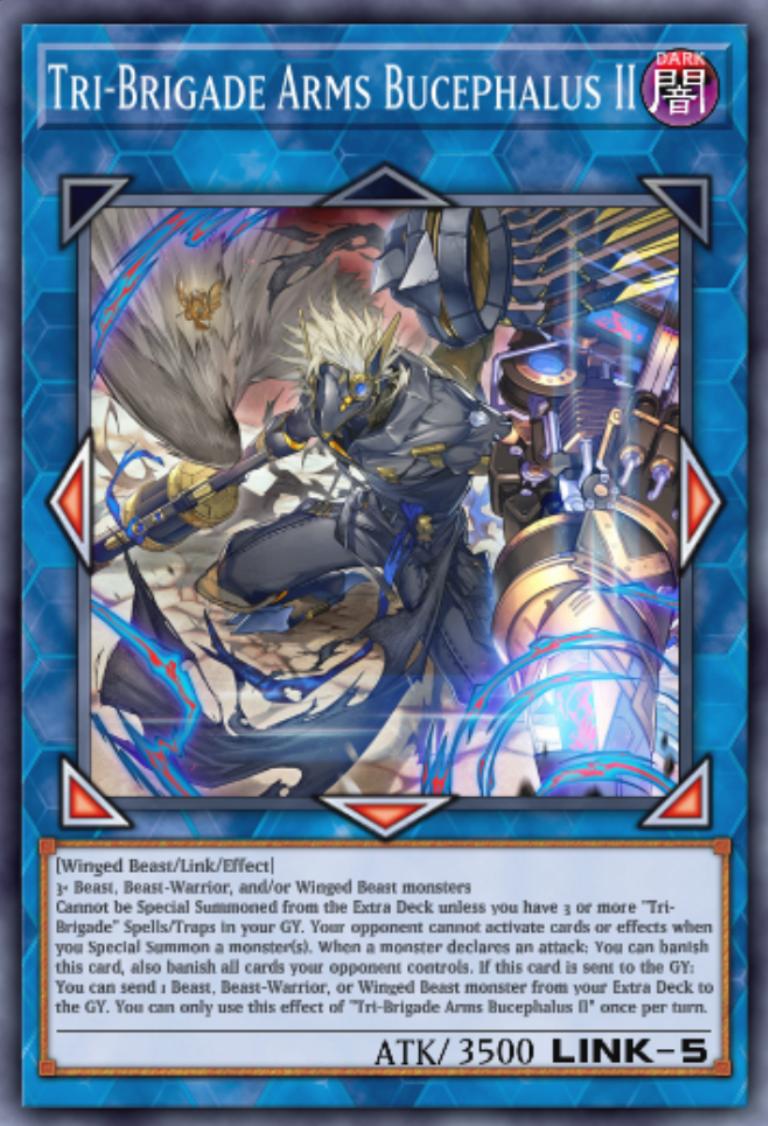 TRI-BRIGADE ARMS BUCEPHALUS II
DARK
闇
[Winged Beast/Link/Effect]
3+ Beast, Beast-Warrior, and/or Winged Beast monsters
Cannot be Special Summoned from the Extra Deck unless you have 3 or more "Tri-
Brigade" Spells/Traps in your GY. Your opponent cannot activate cards or effects when
you Special Summon a monster(s). When a monster declares an attack: You can banish
this card, also banish all cards your opponent controls. If this card is sent to the GY:
You can send 1 Beast, Beast-Warrior, or Winged Beast monster from your Extra Deck to
the GY. You can only use this effect of "Tri-Brigade Arms Bucephalus II" once per turn.
ATK/ 3500 LINK-5